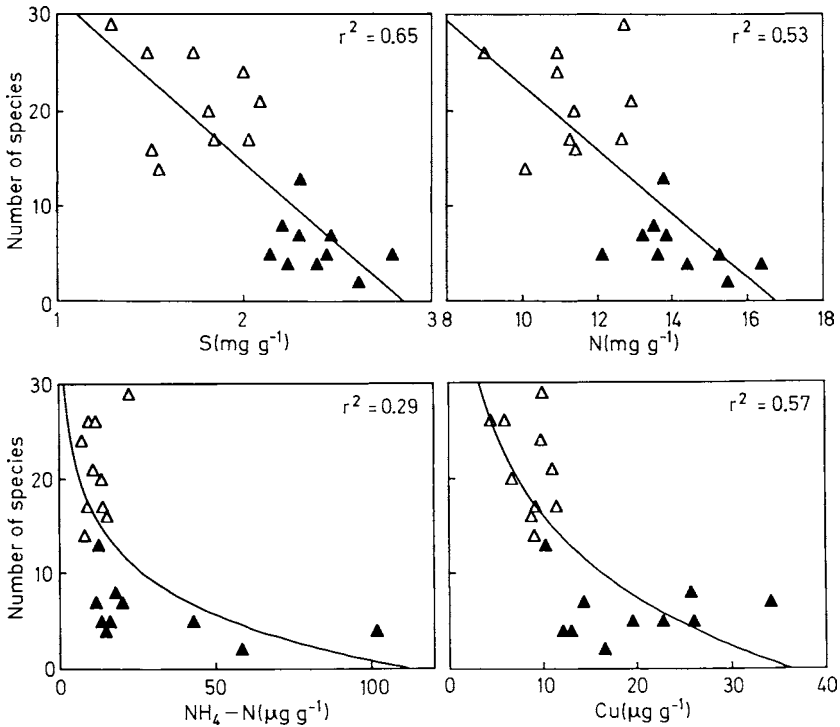 30
20
10
0
Number of species
r² = 0.65
1
2
3
S(mg g⁻¹)
r² = 0.53
8
10
12
14
16
18
N(mg g⁻¹)
30
20
10
0
Number of species
r² = 0.29
0
50
100
NH₄-N(µg g⁻¹)
r² = 0.57
0
10
20
30
40
Cu(µg g⁻¹)